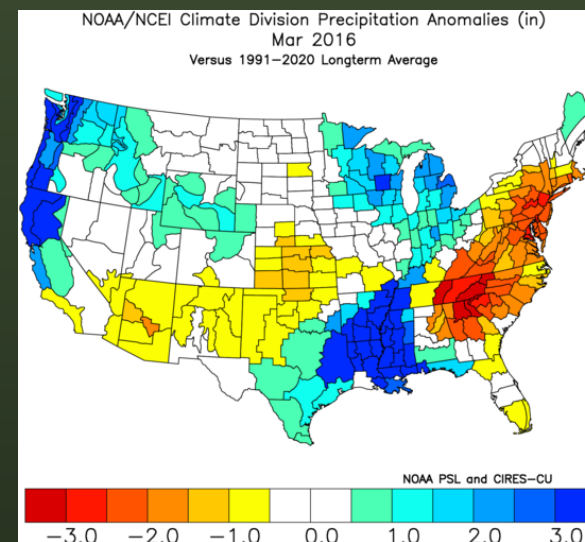 NOAA/NCEI Climate Division Precipitation Anomalies (in)
Mar 2016
Versus 1991-2020 Longterm Average
NOAA PSL and CIRES-CU
-3.0 -2.0 -1.0 0.0 1.0 2.0 3.0